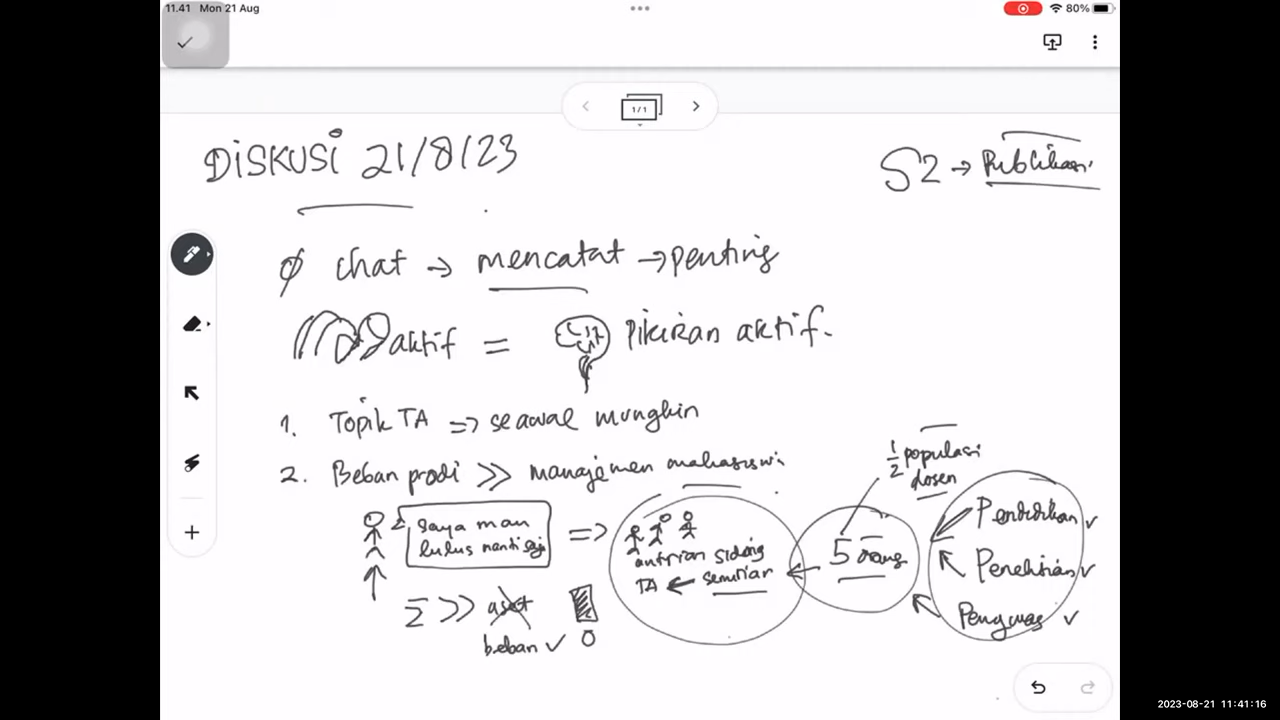 11.41 Mon 21 Aug
80%
1/1
DISKUSI 21/8/23
S2 → Publikasi
∅ chat → mencatat → penting
aktif = pikiran aktif.
1. Topik TA => seawal mungkin
2. Beban prodi >> manajemen mahasiswa
1/2 populasi
dosen
saya mau
lulus nanti saja
=>
antrian sidang
TA ← seminar
5 orang
Pendidikan ✓
Penelitian ✓
Pengmas ✓
Σ >> aset
beban ✓
2023-08-21 11:41:16